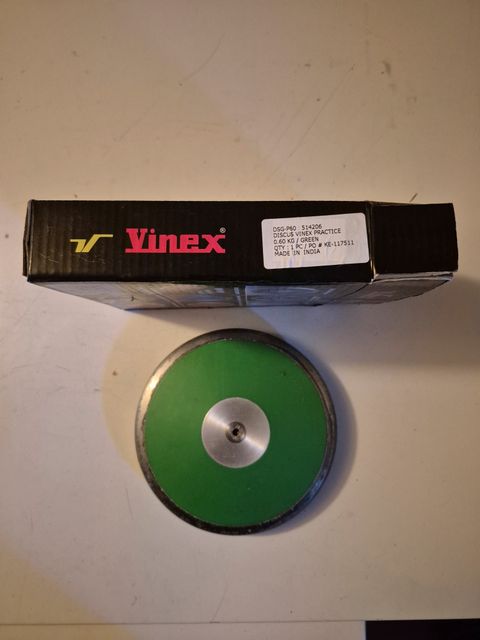 Vinex®
DSG-P60 514206
DISCUS VINEX PRACTICE
0.60 KG / GREEN
QTY : 1 PC / PO # KE-117511
MADE IN INDIA